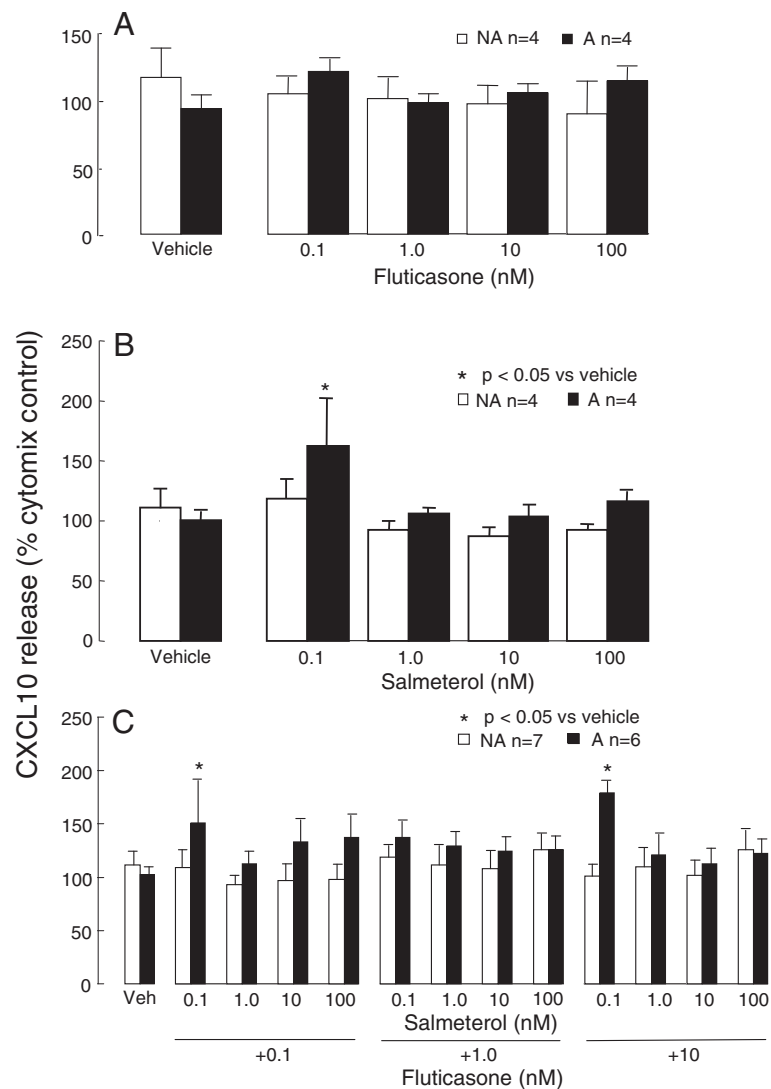 CXCL10 release (% cytomix control)
A
NA n=4 A n=4
150
100
50
0
Vehicle 0.1 1.0 10 100
Fluticasone (nM)
B
* p < 0.05 vs vehicle
NA n=4 A n=4
250
200
150
100
50
0
*
Vehicle 0.1 1.0 10 100
Salmeterol (nM)
C
* p < 0.05 vs vehicle
NA n=7 A n=6
250
200
150
100
50
0
* *
Veh 0.1 1.0 10 100 0.1 1.0 10 100 0.1 1.0 10 100
Salmeterol (nM)
+0.1 +1.0 +10
Fluticasone (nM)